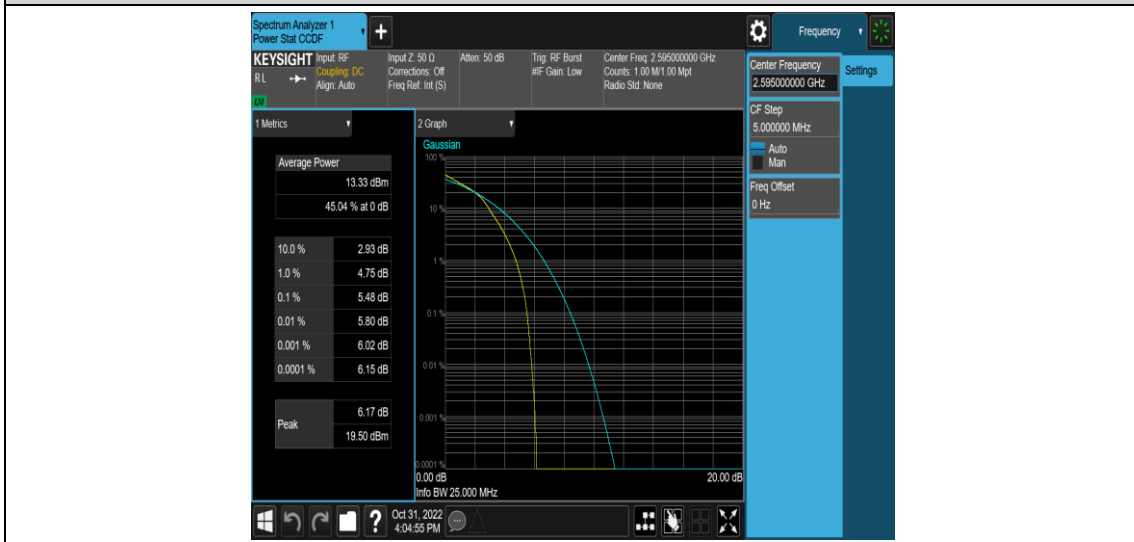 Spectrum Analyzer 1
Power Stat CCDF
+
Frequency
KEYSIGHT
RL
LXI
Input: RF
Coupling: DC
Align: Auto
Input Z: 50 Ω
Corrections: Off
Freq Ref: Int (S)
Atten: 50 dB
Trig: RF Burst
#IF Gain: Low
Center Freq: 2.595000000 GHz
Counts: 1.00 M/1.00 Mpt
Radio Std: None
Center Frequency
2.595000000 GHz
Settings
CF Step
5.000000 MHz
Auto
Man
Freq Offset
0 Hz
1 Metrics
Average Power
13.33 dBm
45.04 % at 0 dB
10.0 % 2.93 dB
1.0 % 4.75 dB
0.1 % 5.48 dB
0.01 % 5.80 dB
0.001 % 6.02 dB
0.0001 % 6.15 dB
Peak
6.17 dB
19.50 dBm
2 Graph
Gaussian
100 %
10 %
1 %
0.1 %
0.01 %
0.001 %
0.0001 %
0.00 dB 20.00 dB
Info BW 25.000 MHz
?
Oct 31, 2022
4:04:55 PM